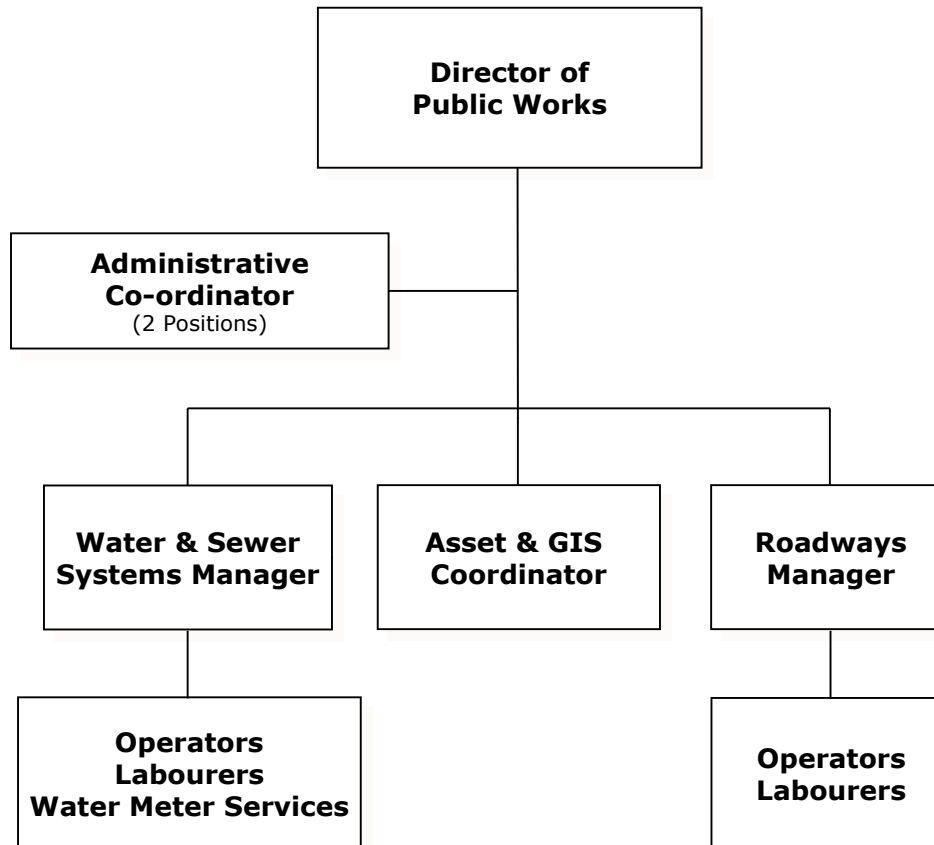 Director of
Public Works
Administrative
Co-ordinator
(2 Positions)
Water & Sewer
Systems Manager
Asset & GIS
Coordinator
Roadways
Manager
Operators
Labourers
Water Meter Services
Operators
Labourers